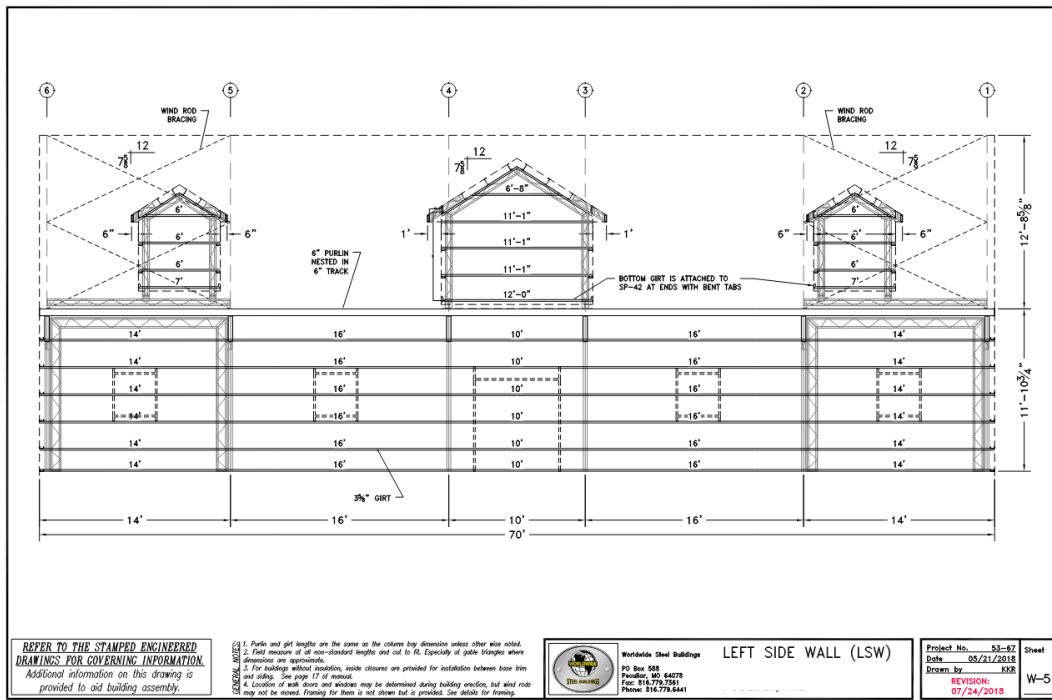 6 5 4 3 2 1
WIND ROD
BRACING
WIND ROD
BRACING
12
7⅝
12
7⅝
12
7⅝
6'
6'-8"
6'
6" 6' 6"
11'-1"
1' 1'
6" 6' 6"
11'-1"
6'
11'-1"
6'
7'
12'-0"
7'
6" PURLIN
NESTED IN
6" TRACK
BOTTOM GIRT IS ATTACHED TO
SP-42 AT ENDS WITH BENT TABS
12'-8⅝"
11'-10¾"
14' 16' 10' 16' 14'
14' 16' 10' 16' 14'
14' 16' 10' 16' 14'
14' 16' 10' 16' 14'
14' 16' 10' 16' 14'
14' 16' 10' 16' 14'
3⅝" GIRT
14' 16' 10' 16' 14'
70'
REFER TO THE STAMPED ENGINEERED
DRAWINGS FOR GOVERNING INFORMATION.
Additional information on this drawing is
provided to aid building assembly.
GENERAL NOTES:
1. Purlin and girt lengths are the same as the column bay dimension unless other wise noted.
2. Field measure at all non-standard lengths and cut to fit. Especially at gable triangles where
dimensions are approximate.
3. For buildings without insulation, inside closures are provided for installation between base trim
and siding. See page 17 of manual.
4. Location of walk doors and windows may be determined during building erection, but wind rods
may not be moved. Framing for them is not shown but is provided. See details for framing.
WORLDWIDE
STEEL BUILDINGS
Worldwide Steel Buildings
PO Box 588
Peculiar, MO 64078
Fax: 816.779.7361
Phone: 816.779.6441
LEFT SIDE WALL (LSW)
Project No. 53-67
Date 05/21/2018
Drawn by KKR
REVISION:
07/24/2018
Sheet
W-5